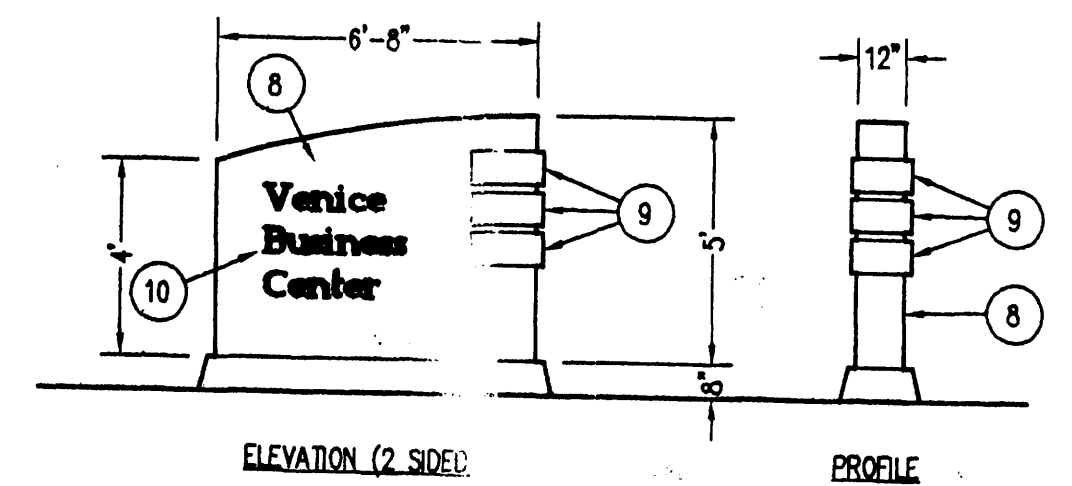 6'-8"
12"
8
Venice
Business
Center
9
9
4'
5'
10
8
8"
ELEVATION (2 SIDED
PROFILE